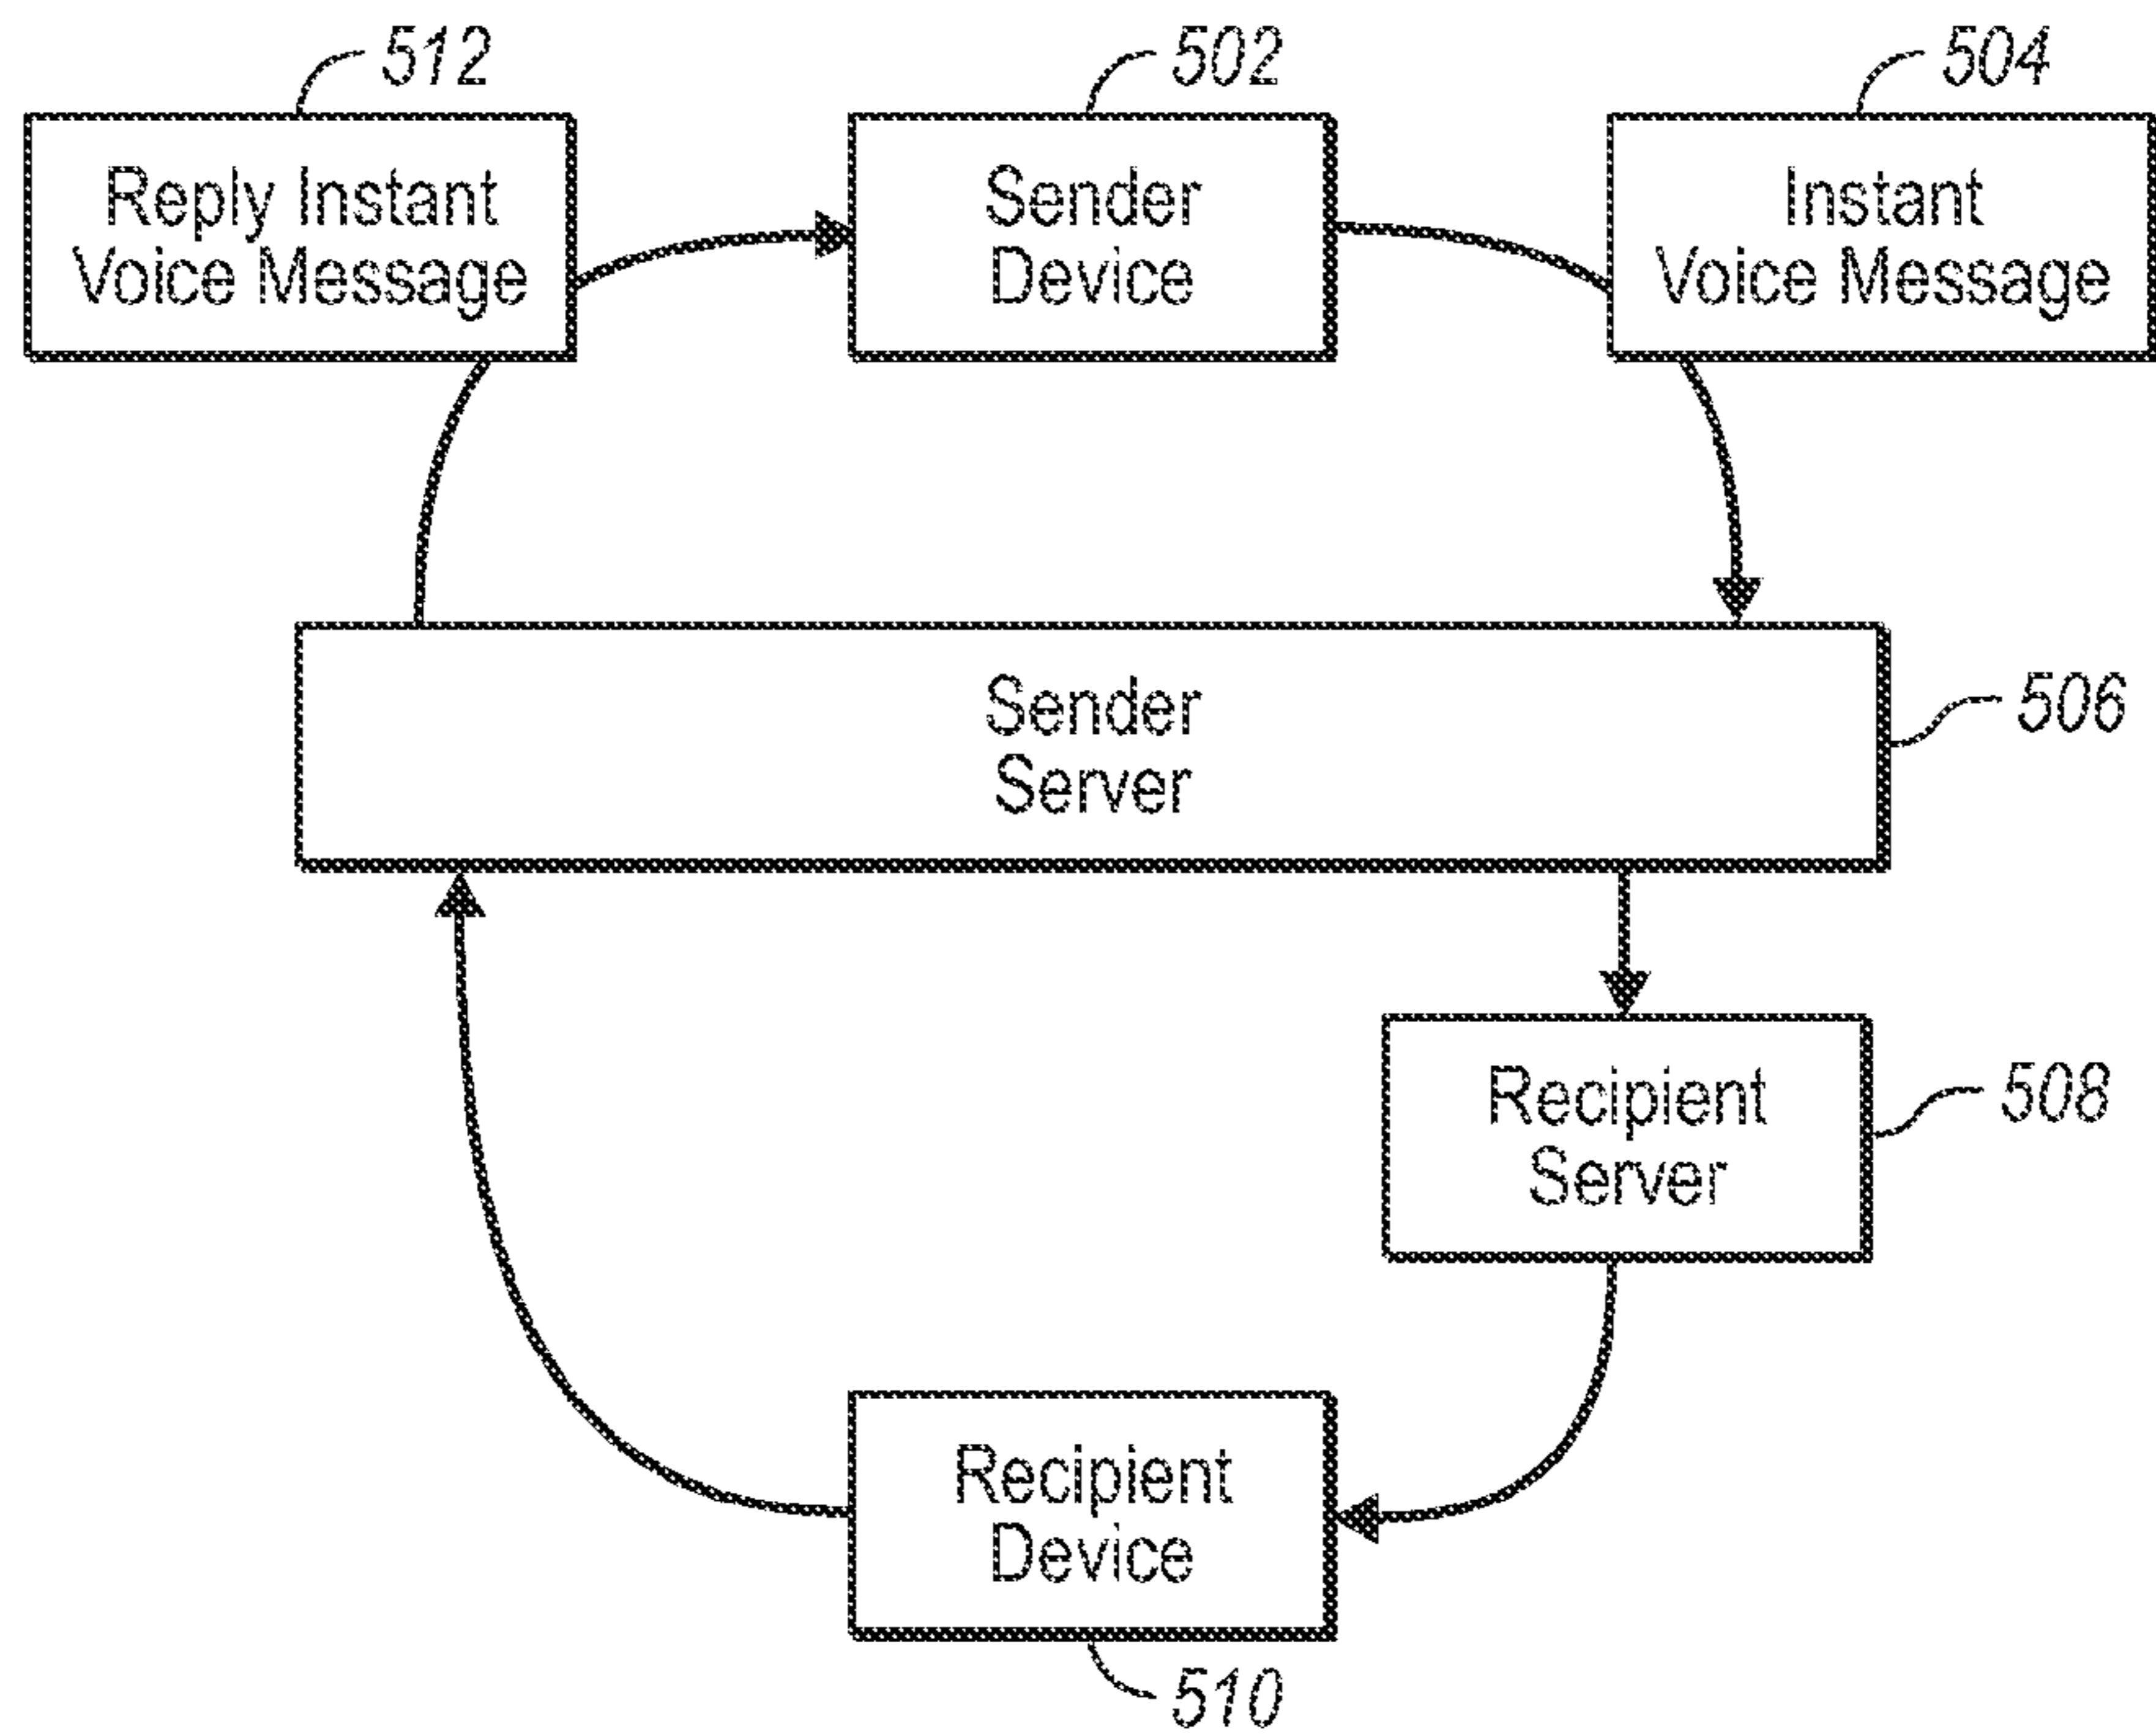 512
502
504
Reply Instant
Voice Message
Sender
Device
Instant
Voice Message
Sender
Server
506
Recipient
Server
508
Recipient
Device
510